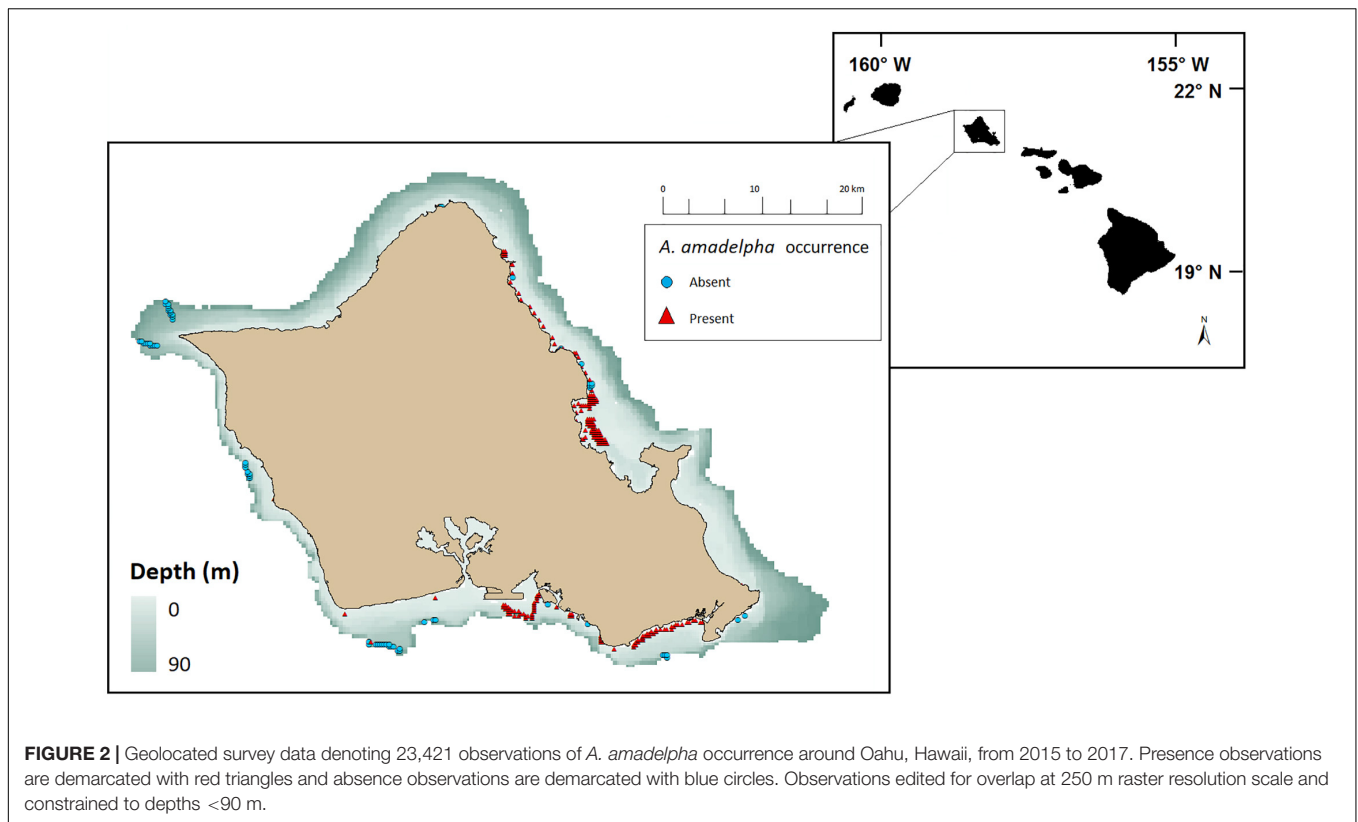 160° W
155° W
22° N
19° N
N
0 10 20 km
A. amadelpha occurrence
Absent
Present
Depth (m)
0
90
FIGURE 2 | Geolocated survey data denoting 23,421 observations of A. amadelpha occurrence around Oahu, Hawaii, from 2015 to 2017. Presence observations
are demarcated with red triangles and absence observations are demarcated with blue circles. Observations edited for overlap at 250 m raster resolution scale and
constrained to depths <90 m.